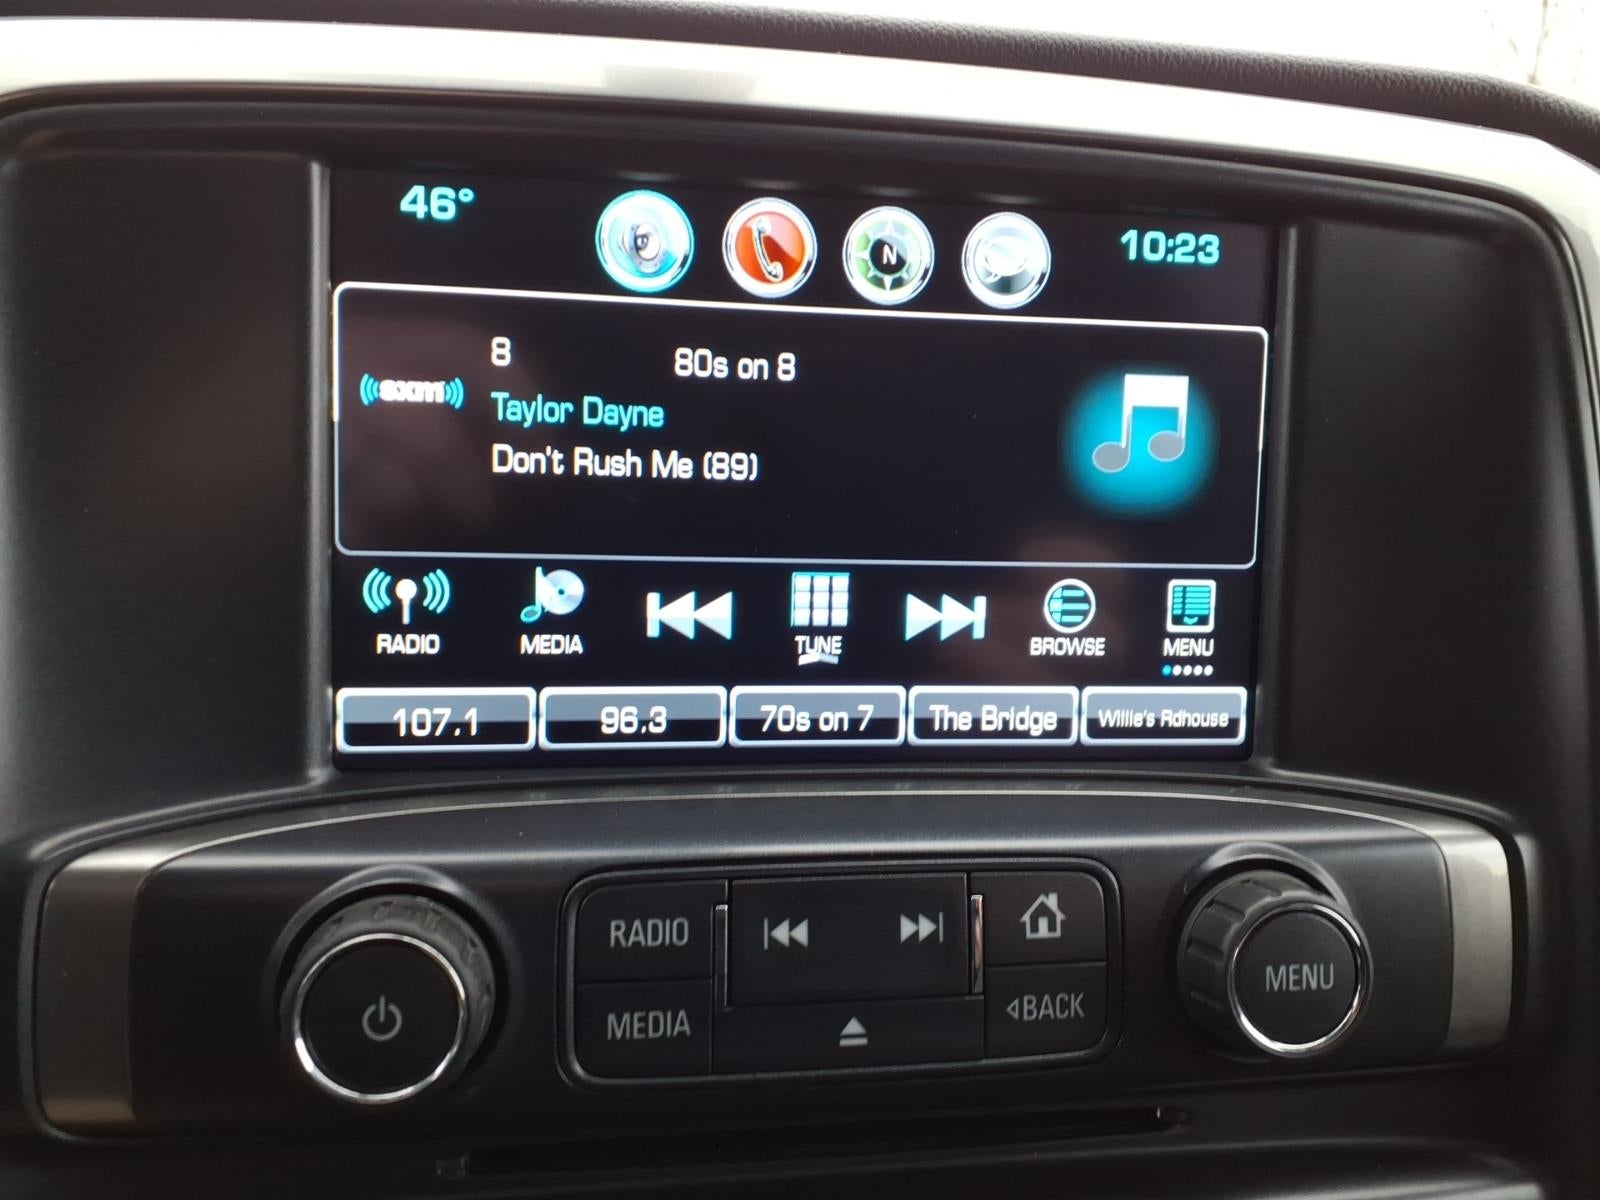 46°
N
10:23
8 80s on 8
((sxm))
Taylor Dayne
Don't Rush Me (89)
RADIO MEDIA TUNE BROWSE MENU
107.1 96.3 70s on 7 The Bridge Willie's Rdhouse
RADIO
MENU
MEDIA
BACK